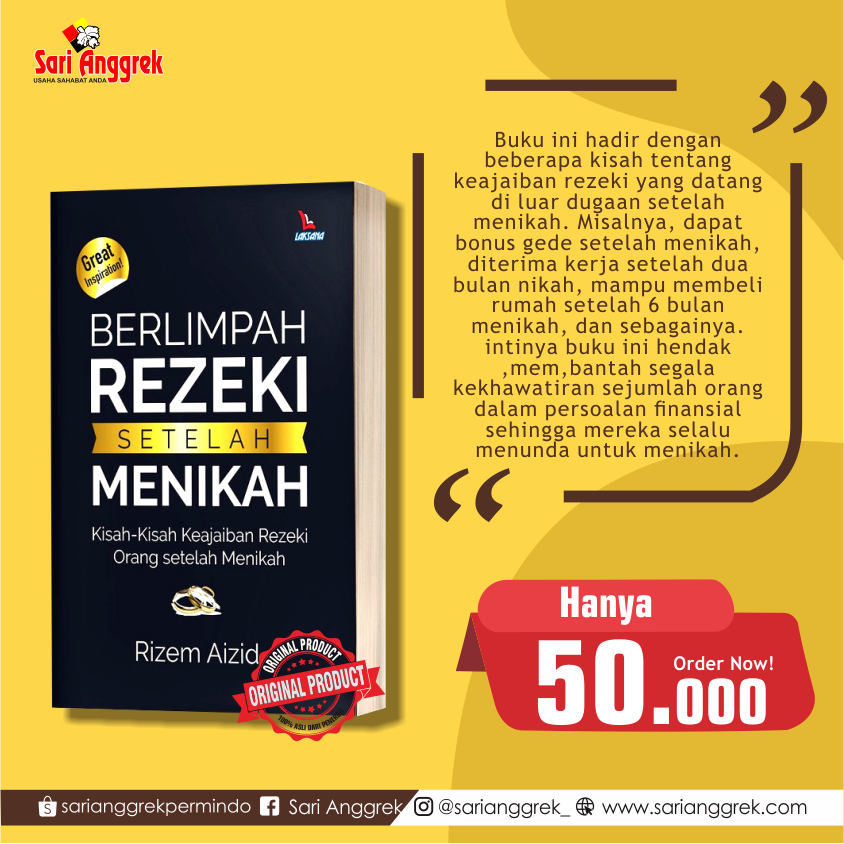 Sari Anggrek
USAHA SAHABAT ANDA
Buku ini hadir dengan
beberapa kisah tentang
keajaiban rezeki yang datang
di luar dugaan setelah
menikah. Misalnya, dapat
bonus gede setelah menikah,
diterima kerja setelah dua
bulan nikah, mampu membeli
rumah setelah 6 bulan
menikah, dan sebagainya.
intinya buku ini hendak
,mem,bantah segala
kekhawatiran sejumlah orang
dalam persoalan finansial
sehingga mereka selalu
menunda untuk menikah.
LAKSANA
Great
Inspiration!
BERLIMPAH
REZEKI
SETELAH
MENIKAH
Kisah-Kisah Keajaiban Rezeki
Orang setelah Menikah
Rizem Aizid
ORIGINAL PRODUCT
ORIGINAL PRODUCT
100% ASLI DARI
Hanya
50.000
Order Now!
sarianggrekpermindo
Sari Anggrek
@sarianggrek_
www.sarianggrek.com